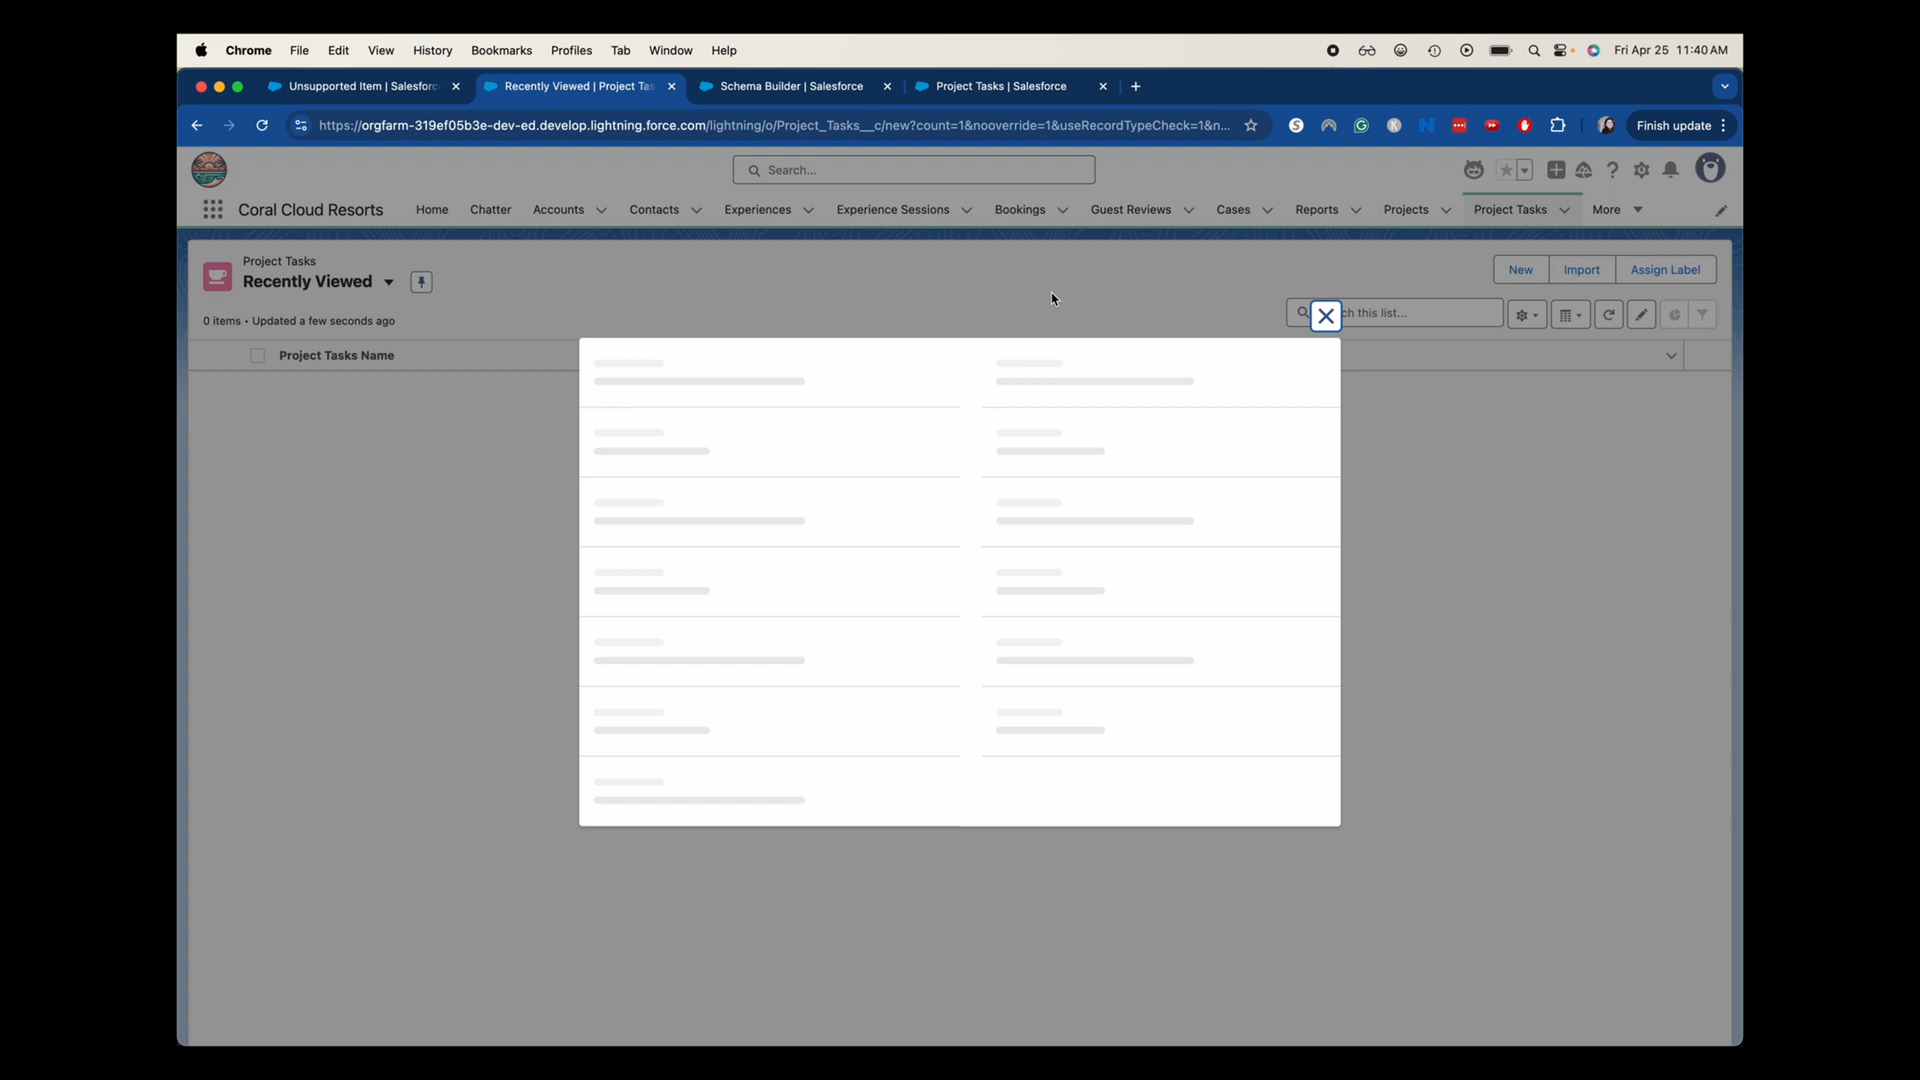 Chrome File Edit View History Bookmarks Profiles Tab Window Help Fri Apr 25 11:40 AM
Unsupported Item | Salesforc Recently Viewed | Project Tas Schema Builder | Salesforce Project Tasks | Salesforce
https://orgfarm-319ef05b3e-dev-ed.develop.lightning.force.com/lightning/o/Project_Tasks__c/new?count=1&nooverride=1&useRecordTypeCheck=1&n... Finish update
Search...
Coral Cloud Resorts Home Chatter Accounts Contacts Experiences Experience Sessions Bookings Guest Reviews Cases Reports Projects Project Tasks More
Project Tasks
Recently Viewed
New Import Assign Label
0 items • Updated a few seconds ago
ch this list...
Project Tasks Name